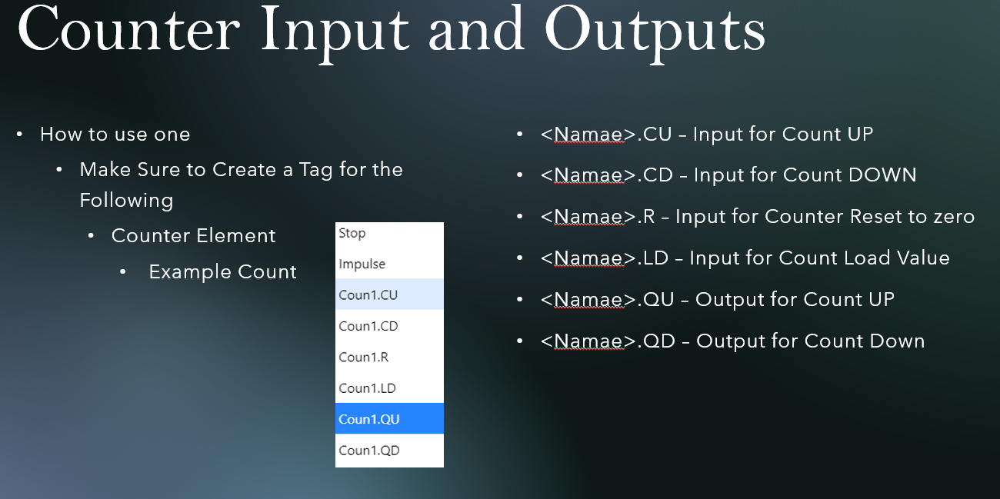 Counter Input and Outputs
• How to use one
• Make Sure to Create a Tag for the
Following
• Counter Element
• Example Count
Stop
Impulse
Coun1.CU
Coun1.CD
Coun1.R
Coun1.LD
Coun1.QU
Coun1.QD
• <Namae>.CU – Input for Count UP
• <Namae>.CD – Input for Count DOWN
• <Namae>.R – Input for Counter Reset to zero
• <Namae>.LD – Input for Count Load Value
• <Namae>.QU – Output for Count UP
• <Namae>.QD – Output for Count Down